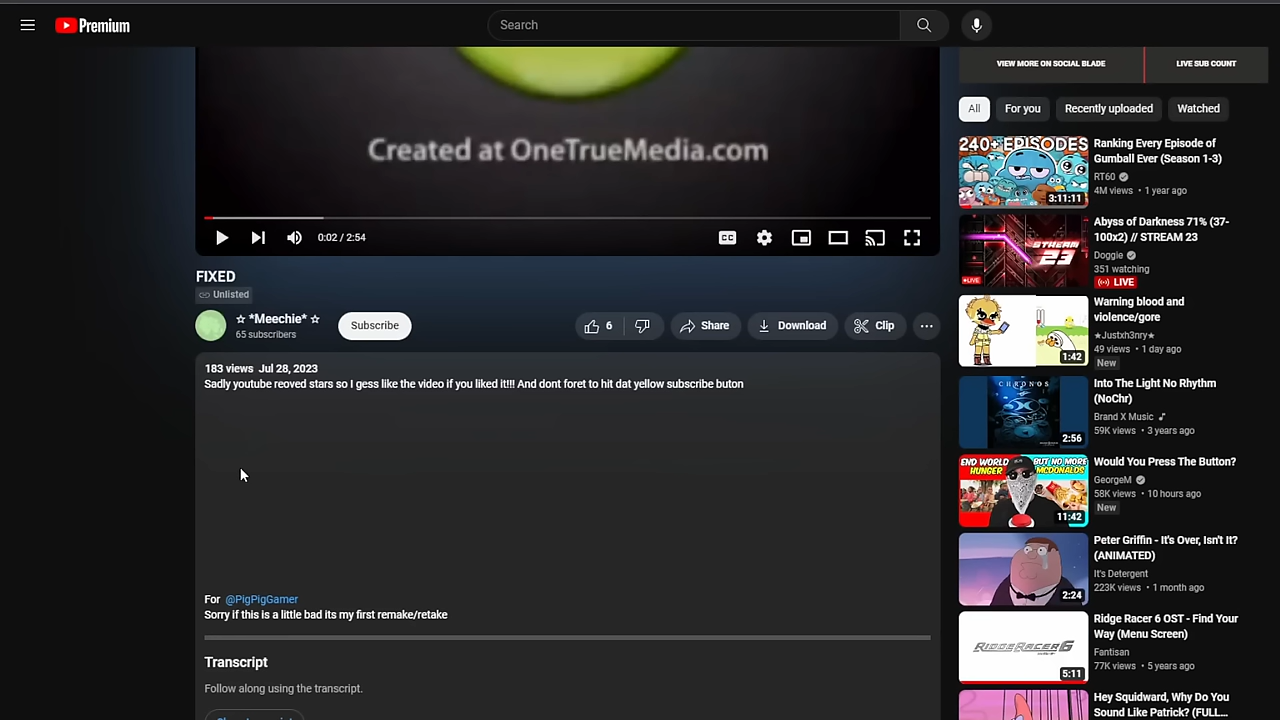 Premium
Search
VIEW MORE ON SOCIAL BLADE
LIVE SUB COUNT
All
For you
Recently uploaded
Watched
Created at OneTrueMedia.com
0:02 / 2:54
CC
FIXED
Unlisted
☆ *Meechie* ☆
65 subscribers
Subscribe
6
Share
Download
Clip
183 views Jul 28, 2023
Sadly youtube reoved stars so I gess like the video if you liked it!!! And dont foret to hit dat yellow subscribe buton
For @PigPigGamer
Sorry if this is a little bad its my first remake/retake
Transcript
Follow along using the transcript.
240+ EPISODES
3:11:11
Ranking Every Episode of
Gumball Ever (Season 1-3)
RT60
4M views • 1 year ago
STREAM
23
LIVE
Abyss of Darkness 71% (37-
100x2) // STREAM 23
Doggie
351 watching
LIVE
1:42
Warning blood and
violence/gore
★Justxh3nry★
49 views • 1 day ago
New
CHRONOS
2:56
Into The Light No Rhythm
(NoChr)
Brand X Music
59K views • 3 years ago
END WORLD
HUNGER
BUT NO MORE
MCDONALDS
11:42
Would You Press The Button?
GeorgeM
58K views • 10 hours ago
New
2:24
Peter Griffin - It's Over, Isn't It?
(ANIMATED)
It's Detergent
223K views • 1 month ago
RIDGE RACER 6
5:11
Ridge Racer 6 OST - Find Your
Way (Menu Screen)
Fantisan
77K views • 5 years ago
Hey Squidward, Why Do You
Sound Like Patrick? (FULL...